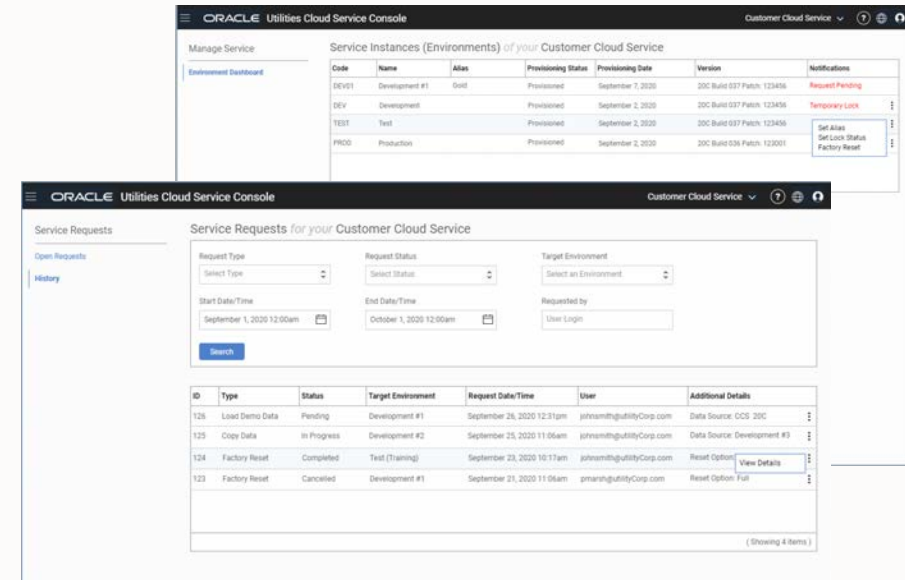 ORACLE Utilities Cloud Service Console
Customer Cloud Service
?
Manage Service
Environment Dashboard
Service Instances (Environments) of your Customer Cloud Service
Code Name Alias Provisioning Status Provisioning Date Version Notifications
DEV01 Development #1 Gold Provisioned September 7, 2020 20C Build 037 Patch: 123456 Request Pending
DEV Development Provisioned September 2, 2020 20C Build 037 Patch: 123456 Temporary Lock
TEST Test Provisioned September 2, 2020 20C Build 037 Patch: 123456
PROD Production Provisioned September 2, 2020 20C Build 036 Patch: 123001
Set Alias
Set Lock Status
Factory Reset
ORACLE Utilities Cloud Service Console
Customer Cloud Service
?
Service Requests
Open Requests
History
Service Requests for your Customer Cloud Service
Request Type Request Status Target Environment
Select Type Select Status Select an Environment
Start Date/Time End Date/Time Requested by
September 1, 2020 12:00am October 1, 2020 12:00am User Login
Search
ID Type Status Target Environment Request Date/Time User Additional Details
126 Load Demo Data Pending Development #1 September 26, 2020 12:31pm johnsmith@utilityCorp.com Data Source: CCS 20C
125 Copy Data In Progress Development #2 September 25, 2020 11:06am johnsmith@utilityCorp.com Data Source: Development #3
124 Factory Reset Completed Test (Training) September 23, 2020 10:17am johnsmith@utilityCorp.com Reset Option:
View Details
123 Factory Reset Cancelled Development #1 September 21, 2020 11:06am pmarsh@utilityCorp.com Reset Option: Full
( Showing 4 items )